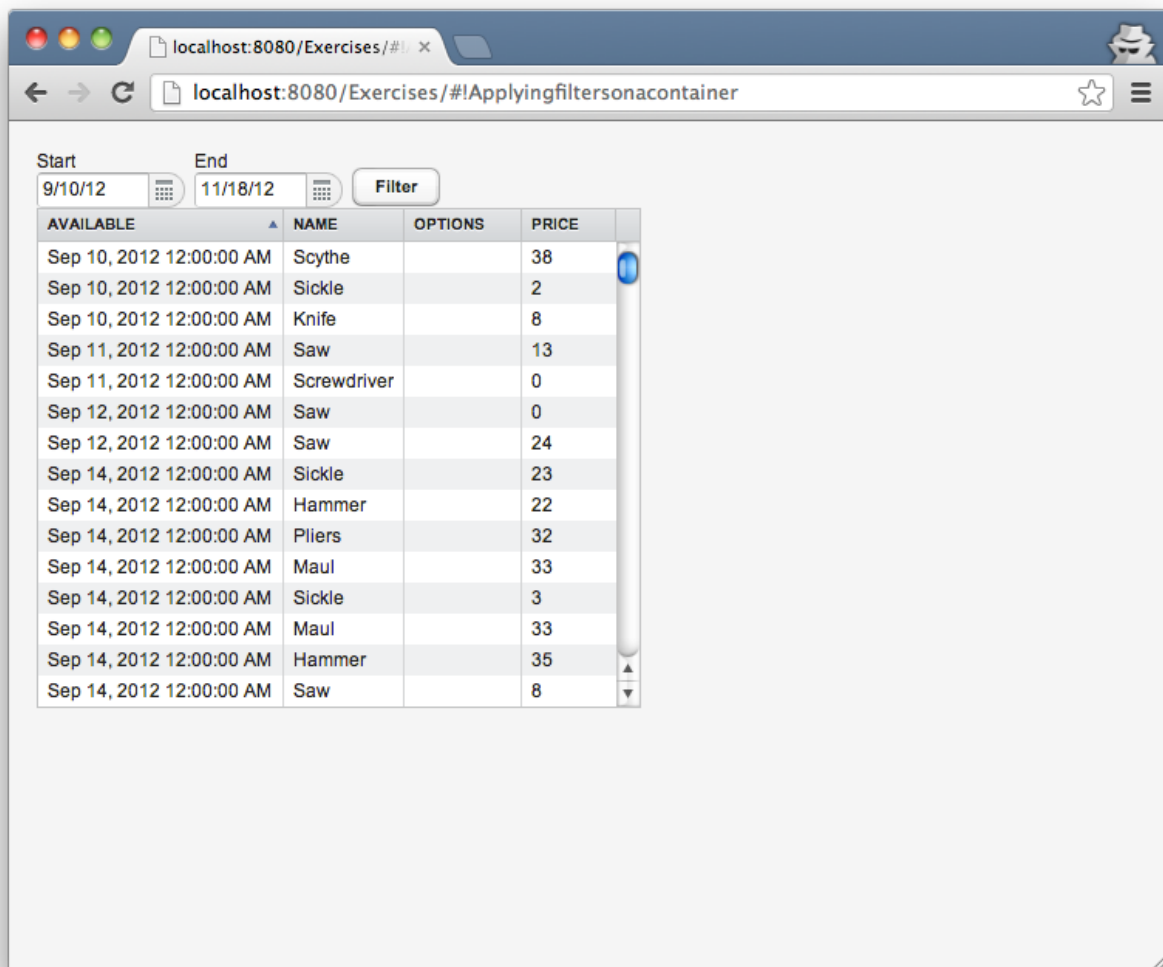 localhost:8080/Exercises/#!
localhost:8080/Exercises/#!Applyingfiltersonacontainer
Start End
9/10/12 11/18/12 Filter
AVAILABLE NAME OPTIONS PRICE
Sep 10, 2012 12:00:00 AM Scythe 38
Sep 10, 2012 12:00:00 AM Sickle 2
Sep 10, 2012 12:00:00 AM Knife 8
Sep 11, 2012 12:00:00 AM Saw 13
Sep 11, 2012 12:00:00 AM Screwdriver 0
Sep 12, 2012 12:00:00 AM Saw 0
Sep 12, 2012 12:00:00 AM Saw 24
Sep 14, 2012 12:00:00 AM Sickle 23
Sep 14, 2012 12:00:00 AM Hammer 22
Sep 14, 2012 12:00:00 AM Pliers 32
Sep 14, 2012 12:00:00 AM Maul 33
Sep 14, 2012 12:00:00 AM Sickle 3
Sep 14, 2012 12:00:00 AM Maul 33
Sep 14, 2012 12:00:00 AM Hammer 35
Sep 14, 2012 12:00:00 AM Saw 8